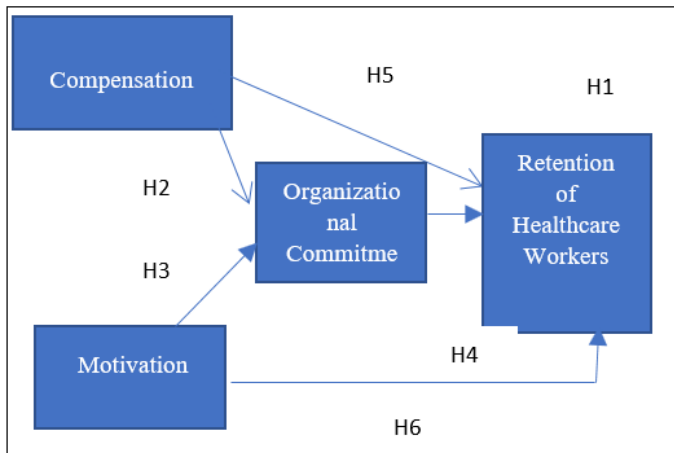 Compensation
H5
H1
H2
Organizatio
nal
Commitme
Retention
of
Healthcare
Workers
H3
Motivation
H4
H6